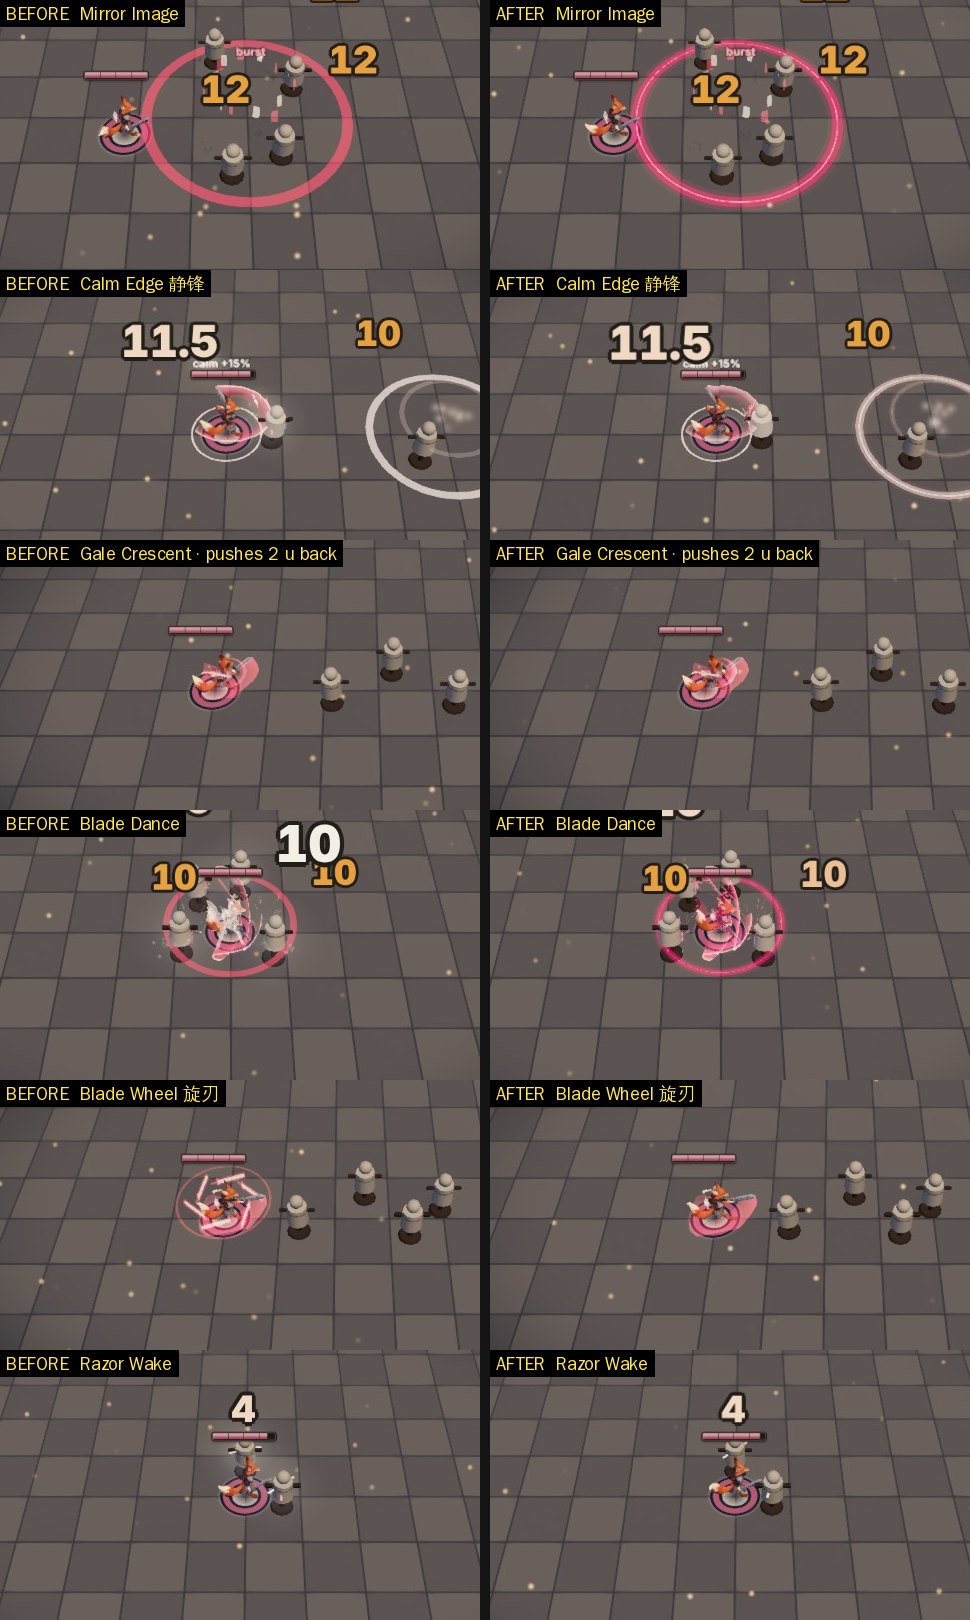 BEFORE Mirror Image
AFTER Mirror Image
burst
12
12
burst
12
12
BEFORE Calm Edge 静锋
AFTER Calm Edge 静锋
11.5
10
calm +15%
11.5
10
calm +15%
BEFORE Gale Crescent · pushes 2 u back
AFTER Gale Crescent · pushes 2 u back
BEFORE Blade Dance
AFTER Blade Dance
10
10
10
10
10
BEFORE Blade Wheel 旋刃
AFTER Blade Wheel 旋刃
BEFORE Razor Wake
AFTER Razor Wake
4
4